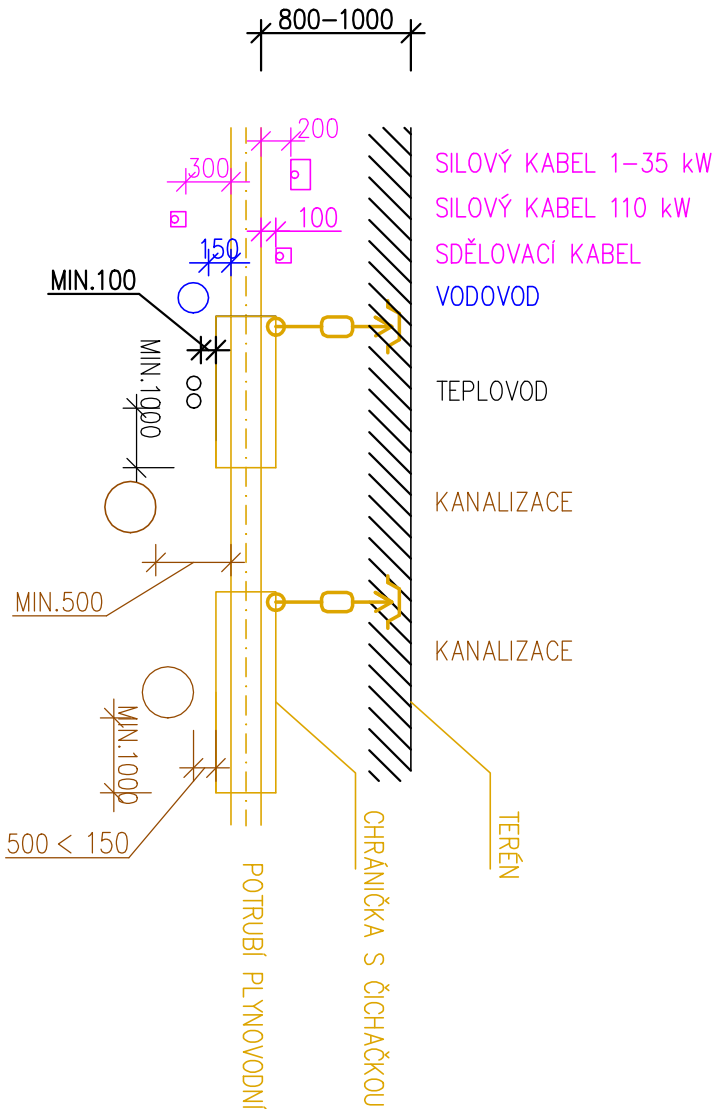 800-1000
200
300
100
150
SILOVÝ KABEL 1-35 kW
SILOVÝ KABEL 110 kW
SDĚLOVACÍ KABEL
VODOVOD
MIN.100
MIN.1000
TEPLOVOD
KANALIZACE
MIN.500
KANALIZACE
MIN.1000
500 < 150
POTRUBÍ PLYNOVODNÍ
CHRÁNIČKA S ČICHAČKOU
TERÉN